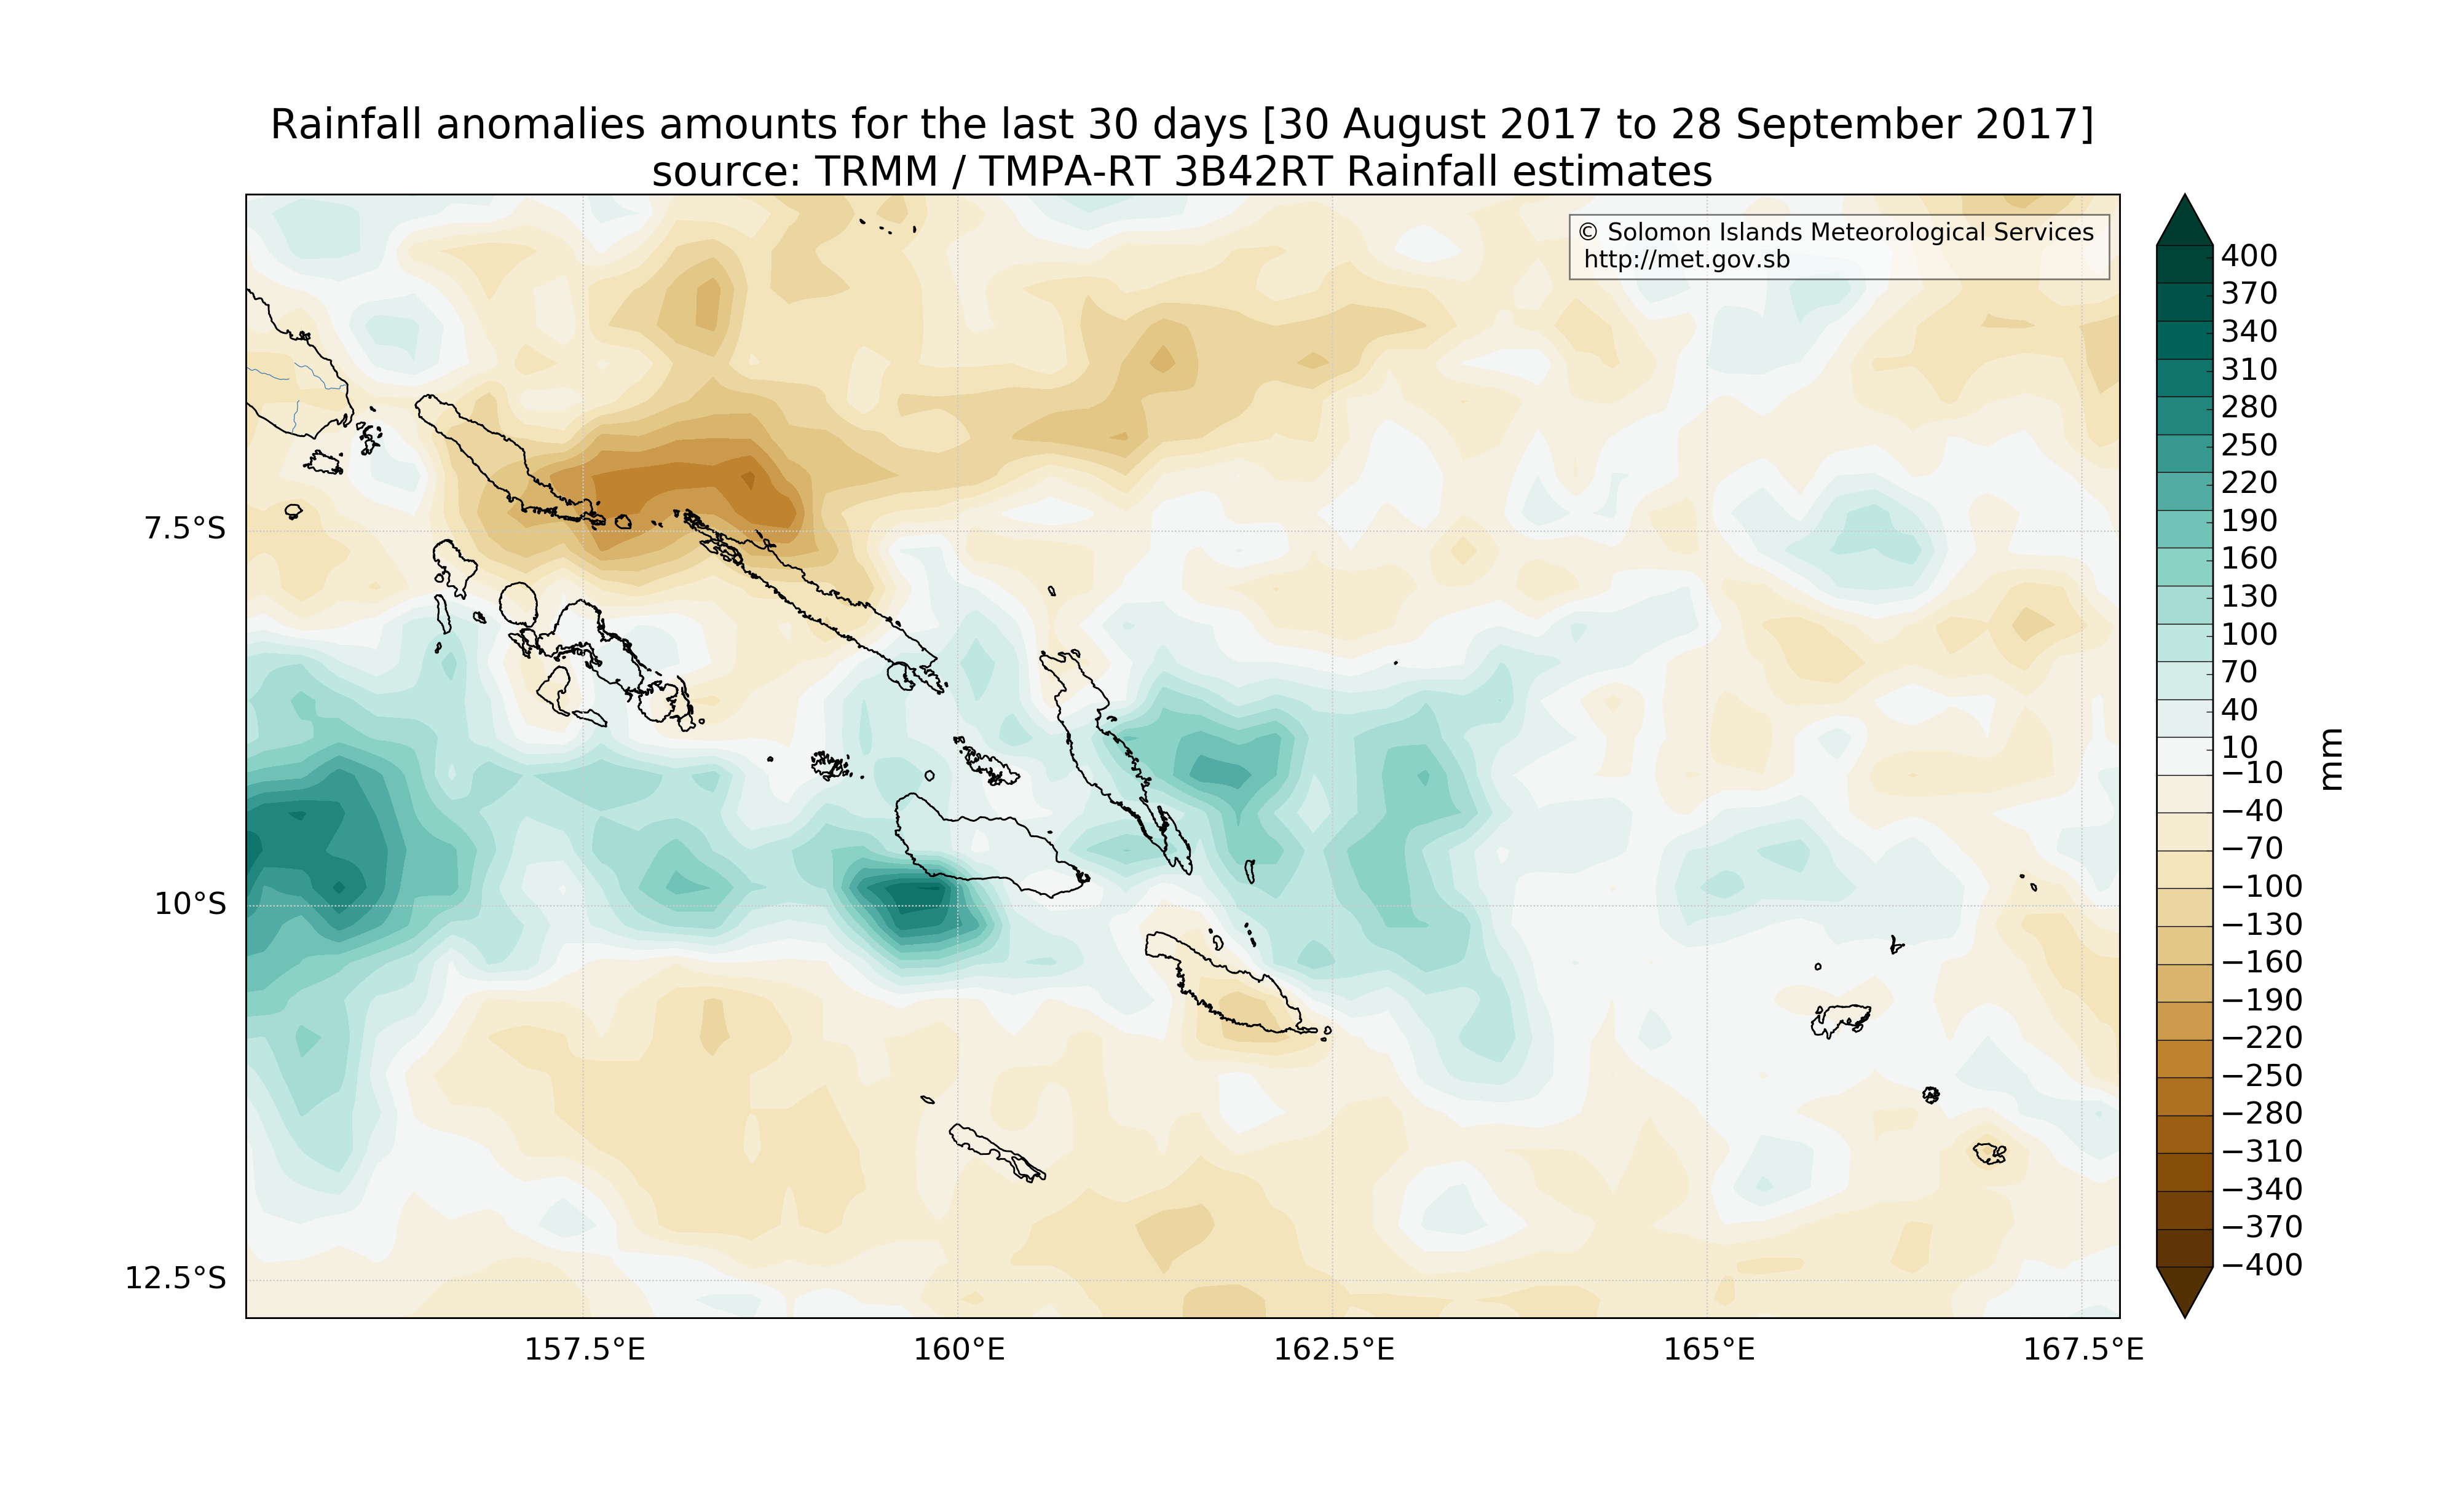 Rainfall anomalies amounts for the last 30 days [30 August 2017 to 28 September 2017]
source: TRMM / TMPA-RT 3B42RT Rainfall estimates
© Solomon Islands Meteorological Services
http://met.gov.sb
7.5°S
10°S
12.5°S
157.5°E
160°E
162.5°E
165°E
167.5°E
400
370
340
310
280
250
220
190
160
130
100
70
40
10
−10
−40
−70
−100
−130
−160
−190
−220
−250
−280
−310
−340
−370
−400
mm